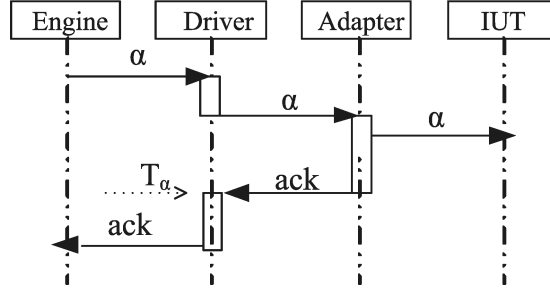 Engine Driver Adapter IUT
α
α
α
Tα ack
ack